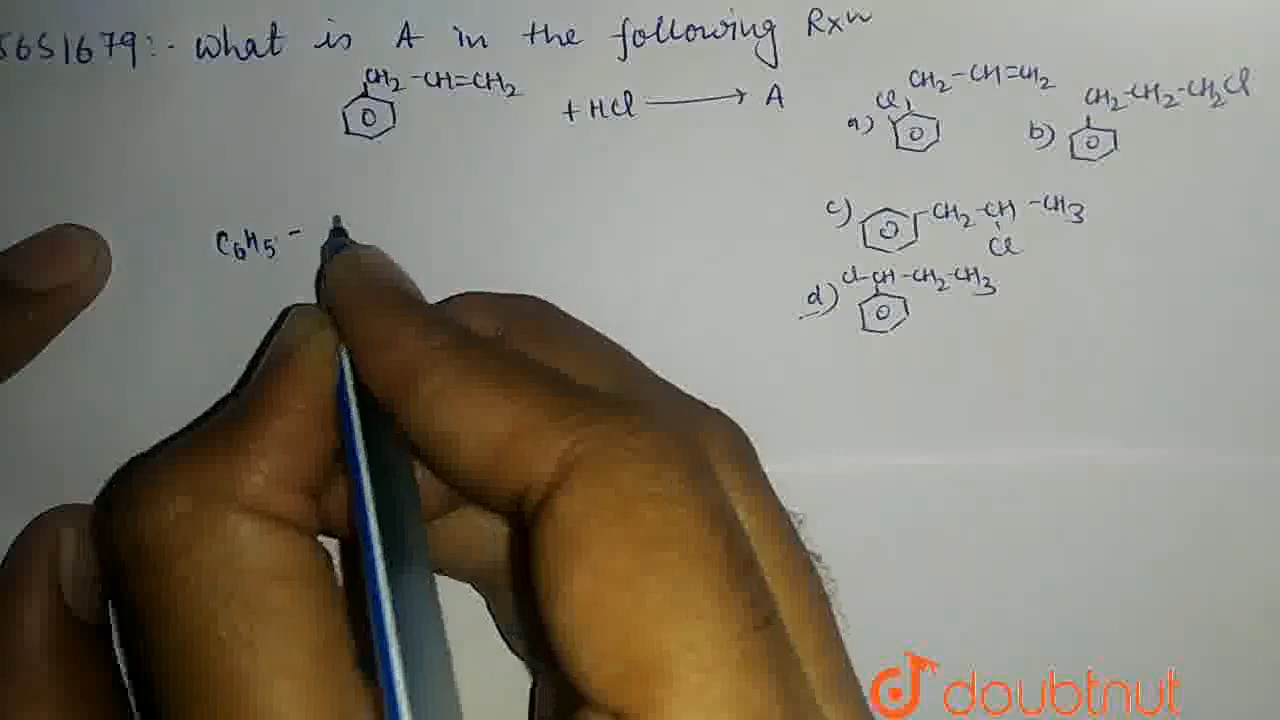 5651679:- What is A in the following Rxn
CH2-CH=CH2
+ HCl → A
a) Cl CH2-CH=CH2
b) CH2-CH2-CH2Cl
c) CH2-CH-CH3
Cl
d) Cl-CH-CH2-CH3
C6H5-
doubtnut